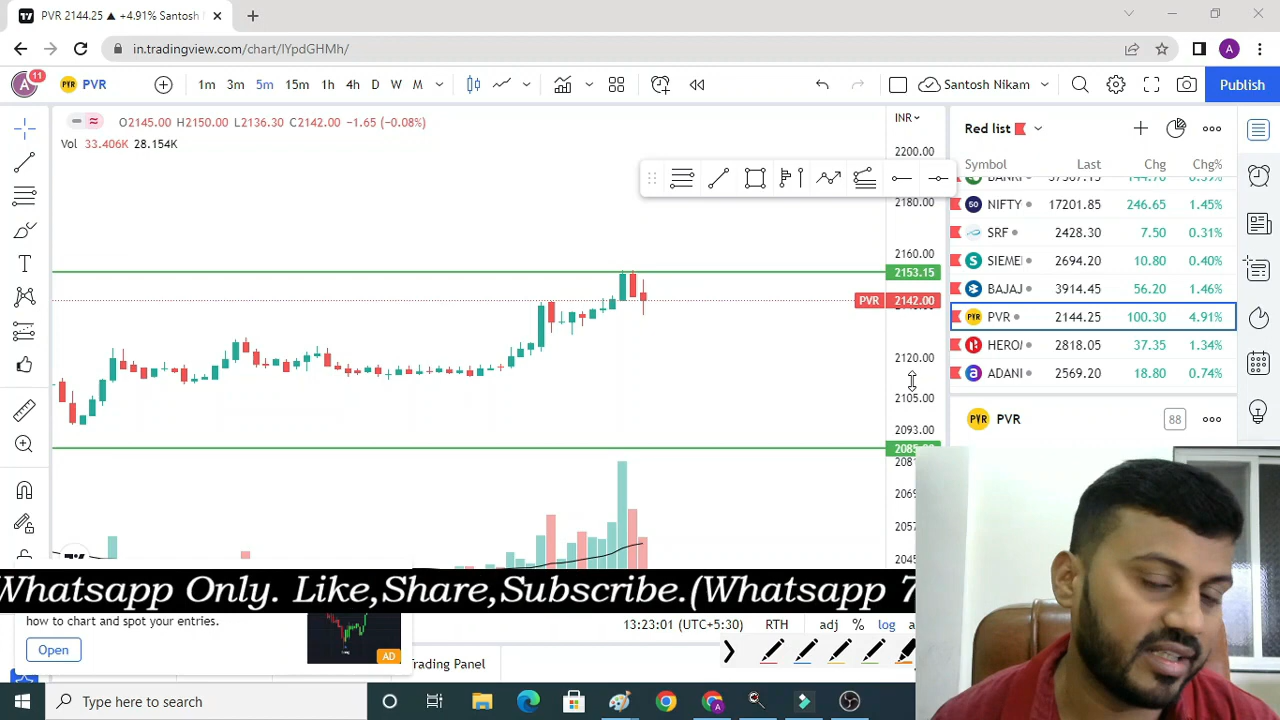 PVR 2144.25 ▲ +4.91% Santosh
in.tradingview.com/chart/IYpdGHMh/
A
11
PVR
1m 3m 5m 15m 1h 4h D W M
Santosh Nikam
Publish
O2145.00 H2150.00 L2136.30 C2142.00 −1.65 (−0.08%)
Vol 33.406K 28.154K
INR
2200.00
2180.00
2160.00
2153.15
PVR 2142.00
2120.00
2105.00
2093.00
Red list
Symbol Last Chg Chg%
NIFTY 17201.85 246.65 1.45%
SRF 2428.30 7.50 0.31%
SIEME 2694.20 10.80 0.40%
BAJAJ 3914.45 56.20 1.46%
PVR 2144.25 100.30 4.91%
HERO 2818.05 37.35 1.34%
ADANI 2569.20 18.80 0.74%
PVR 88
Whatsapp Only. Like,Share,Subscribe.(Whatsapp 7
how to chart and spot your entries.
Open
AD
13:23:01 (UTC+5:30) RTH adj % log
Trading Panel
Type here to search